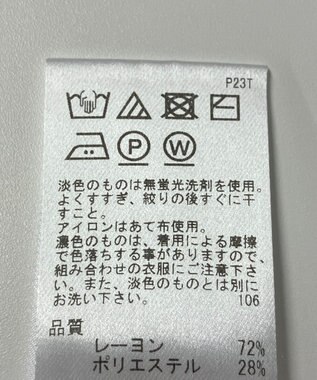 P23T
P
W
淡色のものは無蛍光洗剤を使用。
よくすすぎ、絞りの後すぐに干
すこと。
アイロンはあて布使用。
濃色のものは、着用による摩擦
で色落ちする事がありますので、
組み合わせの衣服にご注意下さ
い。また、淡色のものとは別に
お洗い下さい。 106
品質
レーヨン 72%
ポリエステル 28%